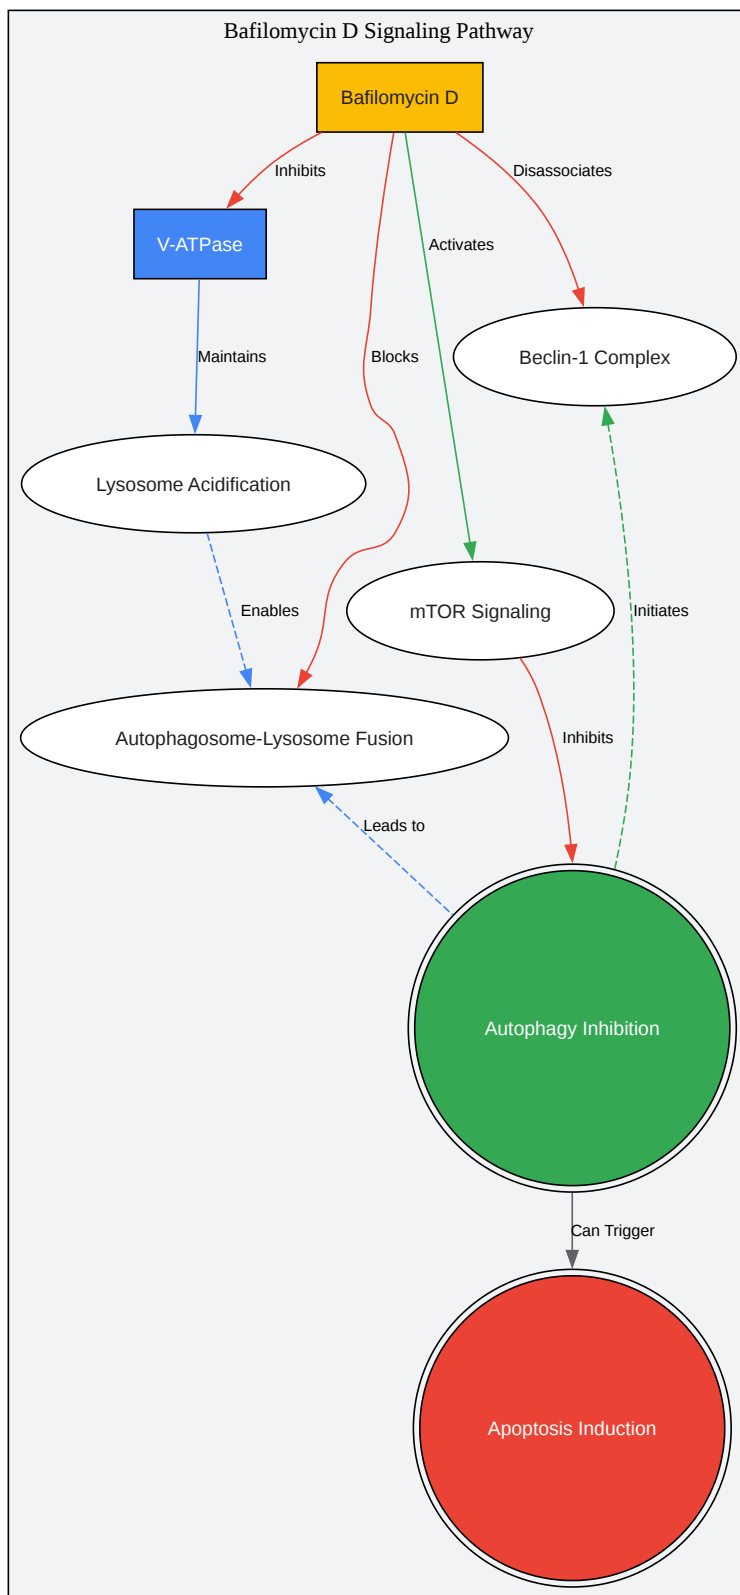 Bafilomycin D Signaling Pathway
Bafilomycin D
Inhibits
Disassociates
V-ATPase
Activates
Maintains
Blocks
Beclin-1 Complex
Lysosome Acidification
Enables
mTOR Signaling
Initiates
Autophagosome-Lysosome Fusion
Inhibits
Leads to
Autophagy Inhibition
Can Trigger
Apoptosis Induction